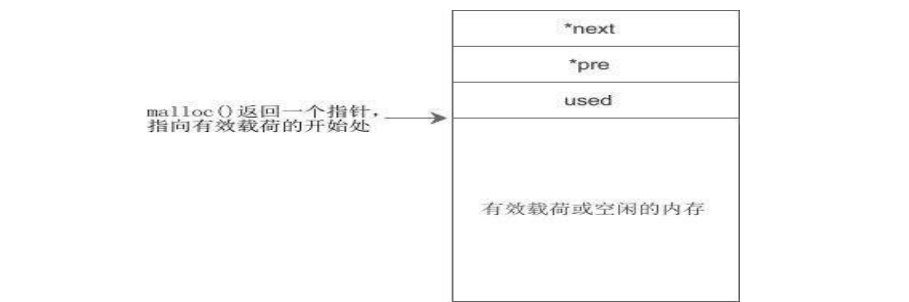 *next
*pre
used
malloc()返回一个指针,
指向有效载荷的开始处
有效载荷或空闲的内存